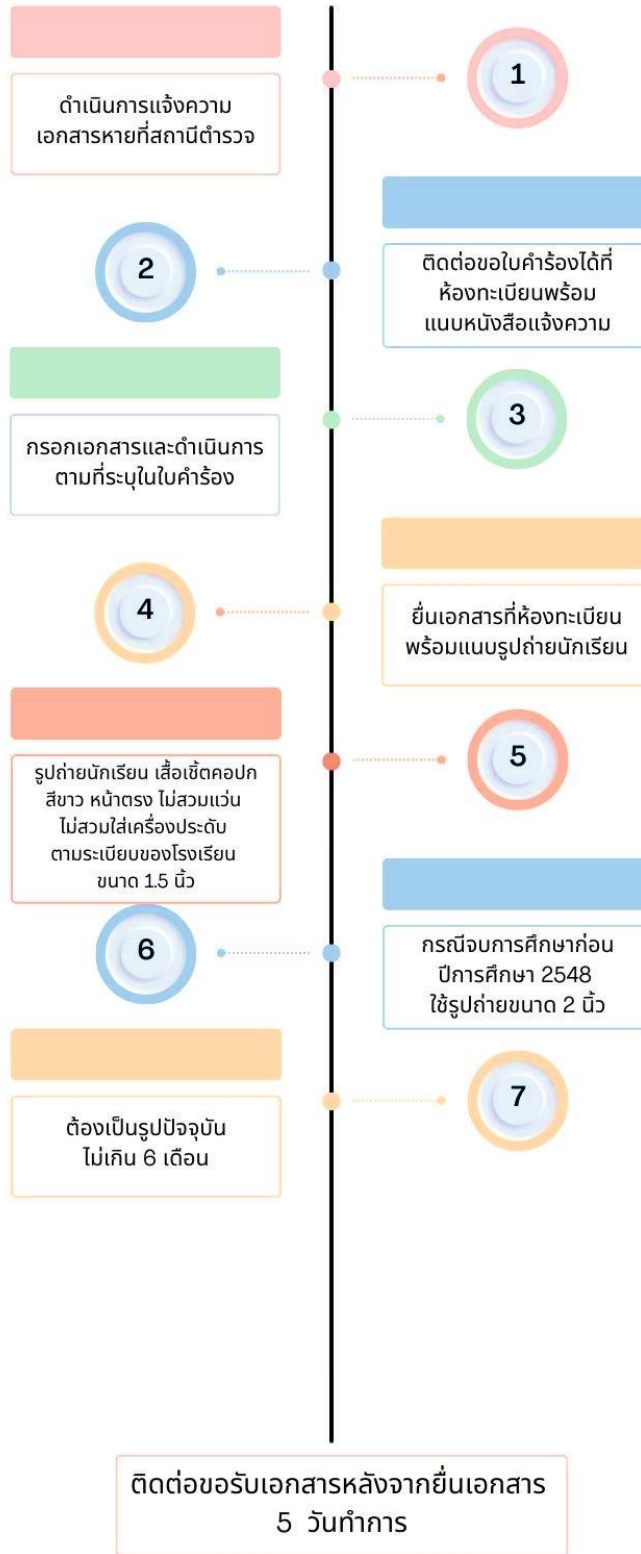 1
ดำเนินการแจ้งความ
เอกสารหายที่สถานีตำรวจ
2
ติดต่อขอใบคำร้องได้ที่
ห้องทะเบียนพร้อม
แนบหนังสือแจ้งความ
3
กรอกเอกสารและดำเนินการ
ตามที่ระบุในใบคำร้อง
4
ยื่นเอกสารที่ห้องทะเบียน
พร้อมแนบรูปถ่ายนักเรียน
5
รูปถ่ายนักเรียน เสื้อเชิ้ตคอปก
สีขาว หน้าตรง ไม่สวมแว่น
ไม่สวมใส่เครื่องประดับ
ตามระเบียบของโรงเรียน
ขนาด 1.5 นิ้ว
6
กรณีจบการศึกษาก่อน
ปีการศึกษา 2548
ใช้รูปถ่ายขนาด 2 นิ้ว
7
ต้องเป็นรูปปัจจุบัน
ไม่เกิน 6 เดือน
ติดต่อขอรับเอกสารหลังจากยื่นเอกสาร
5 วันทำการ